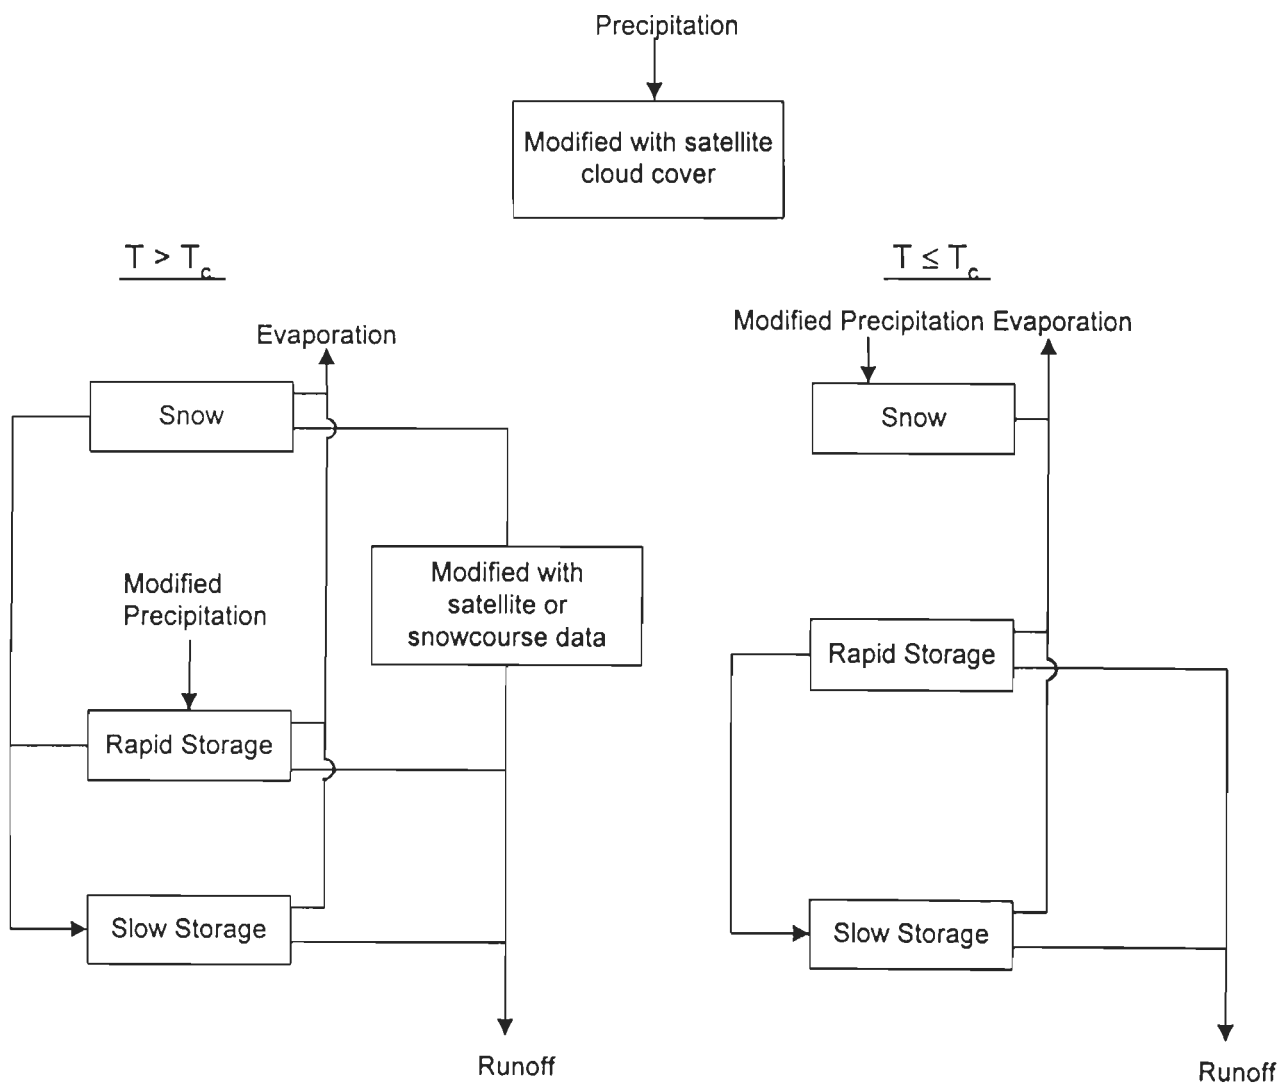 Precipitation
Modified with satellite
cloud cover
T > Tc
Evaporation
Snow
Modified
Precipitation
Modified with
satellite or
snowcourse data
Rapid Storage
Slow Storage
Runoff
T ≤ Tc
Modified Precipitation Evaporation
Snow
Rapid Storage
Slow Storage
Runoff